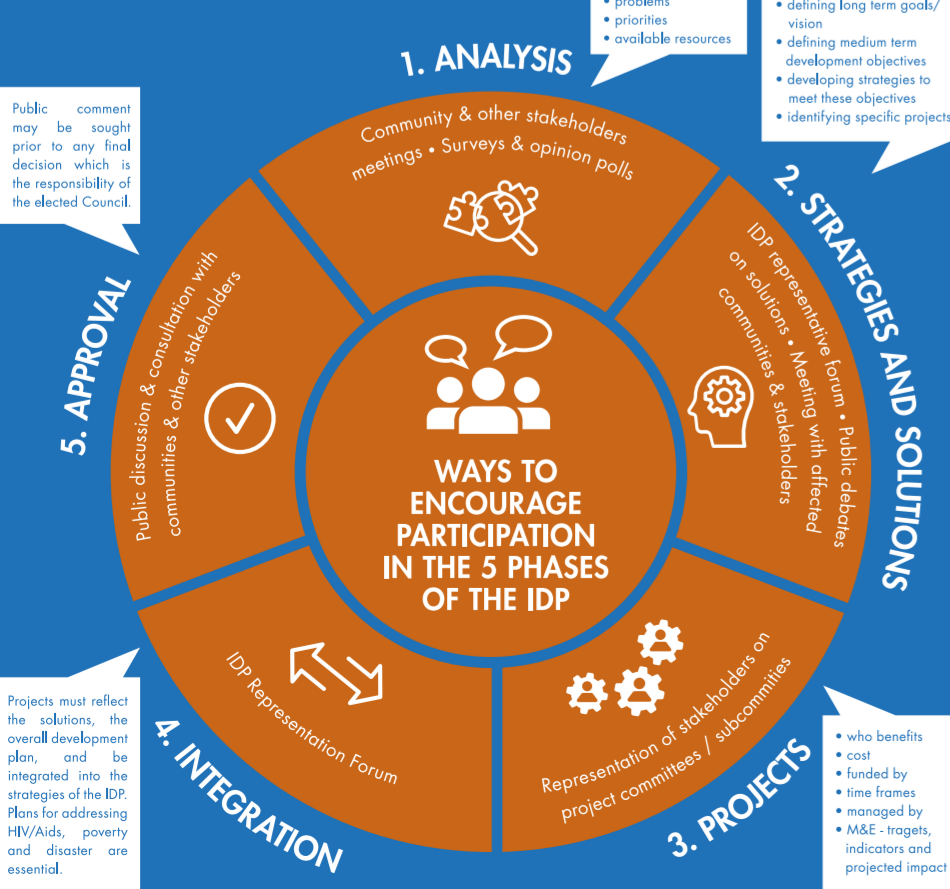 • problems
• priorities
• available resources
• defining long term goals/
vision
• defining medium term
development objectives
• developing strategies to
meet these objectives
• identifying specific projects
1. ANALYSIS
Community & other stakeholders
meetings • Surveys & opinion polls
2. STRATEGIES AND SOLUTIONS
IDP representative forum • Public debates
on solutions • Meeting with affected
communities & stakeholders
3. PROJECTS
Representation of stakeholders on
project committees / subcommities
• who benefits
• cost
• funded by
• time frames
• managed by
• M&E - tragets,
indicators and
projected impact
4. INTEGRATION
IDP Representation Forum
Projects must reflect
the solutions, the
overall development
plan, and be
integrated into the
strategies of the IDP.
Plans for addressing
HIV/Aids, poverty
and disaster are
essential.
5. APPROVAL
Public discussion & consultation with
communities & other stakeholders
Public comment
may be sought
prior to any final
decision which is
the responsibility of
the elected Council.
WAYS TO
ENCOURAGE
PARTICIPATION
IN THE 5 PHASES
OF THE IDP